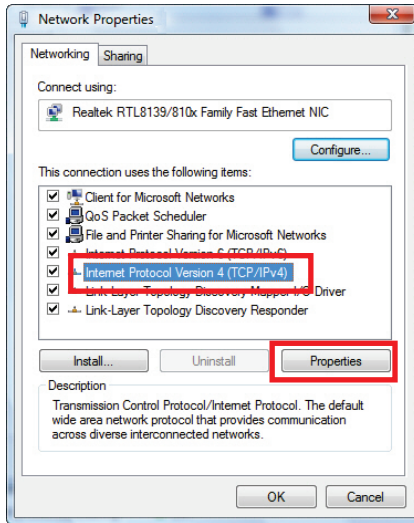 Network Properties
Networking Sharing
Connect using:
Realtek RTL8139/810x Family Fast Ethernet NIC
Configure...
This connection uses the following items:
Client for Microsoft Networks
QoS Packet Scheduler
File and Printer Sharing for Microsoft Networks
Internet Protocol Version 6 (TCP/IPv6)
Internet Protocol Version 4 (TCP/IPv4)
Link-Layer Topology Discovery Mapper I/O Driver
Link-Layer Topology Discovery Responder
Install... Uninstall Properties
Description
Transmission Control Protocol/Internet Protocol. The default
wide area network protocol that provides communication
across diverse interconnected networks.
OK Cancel